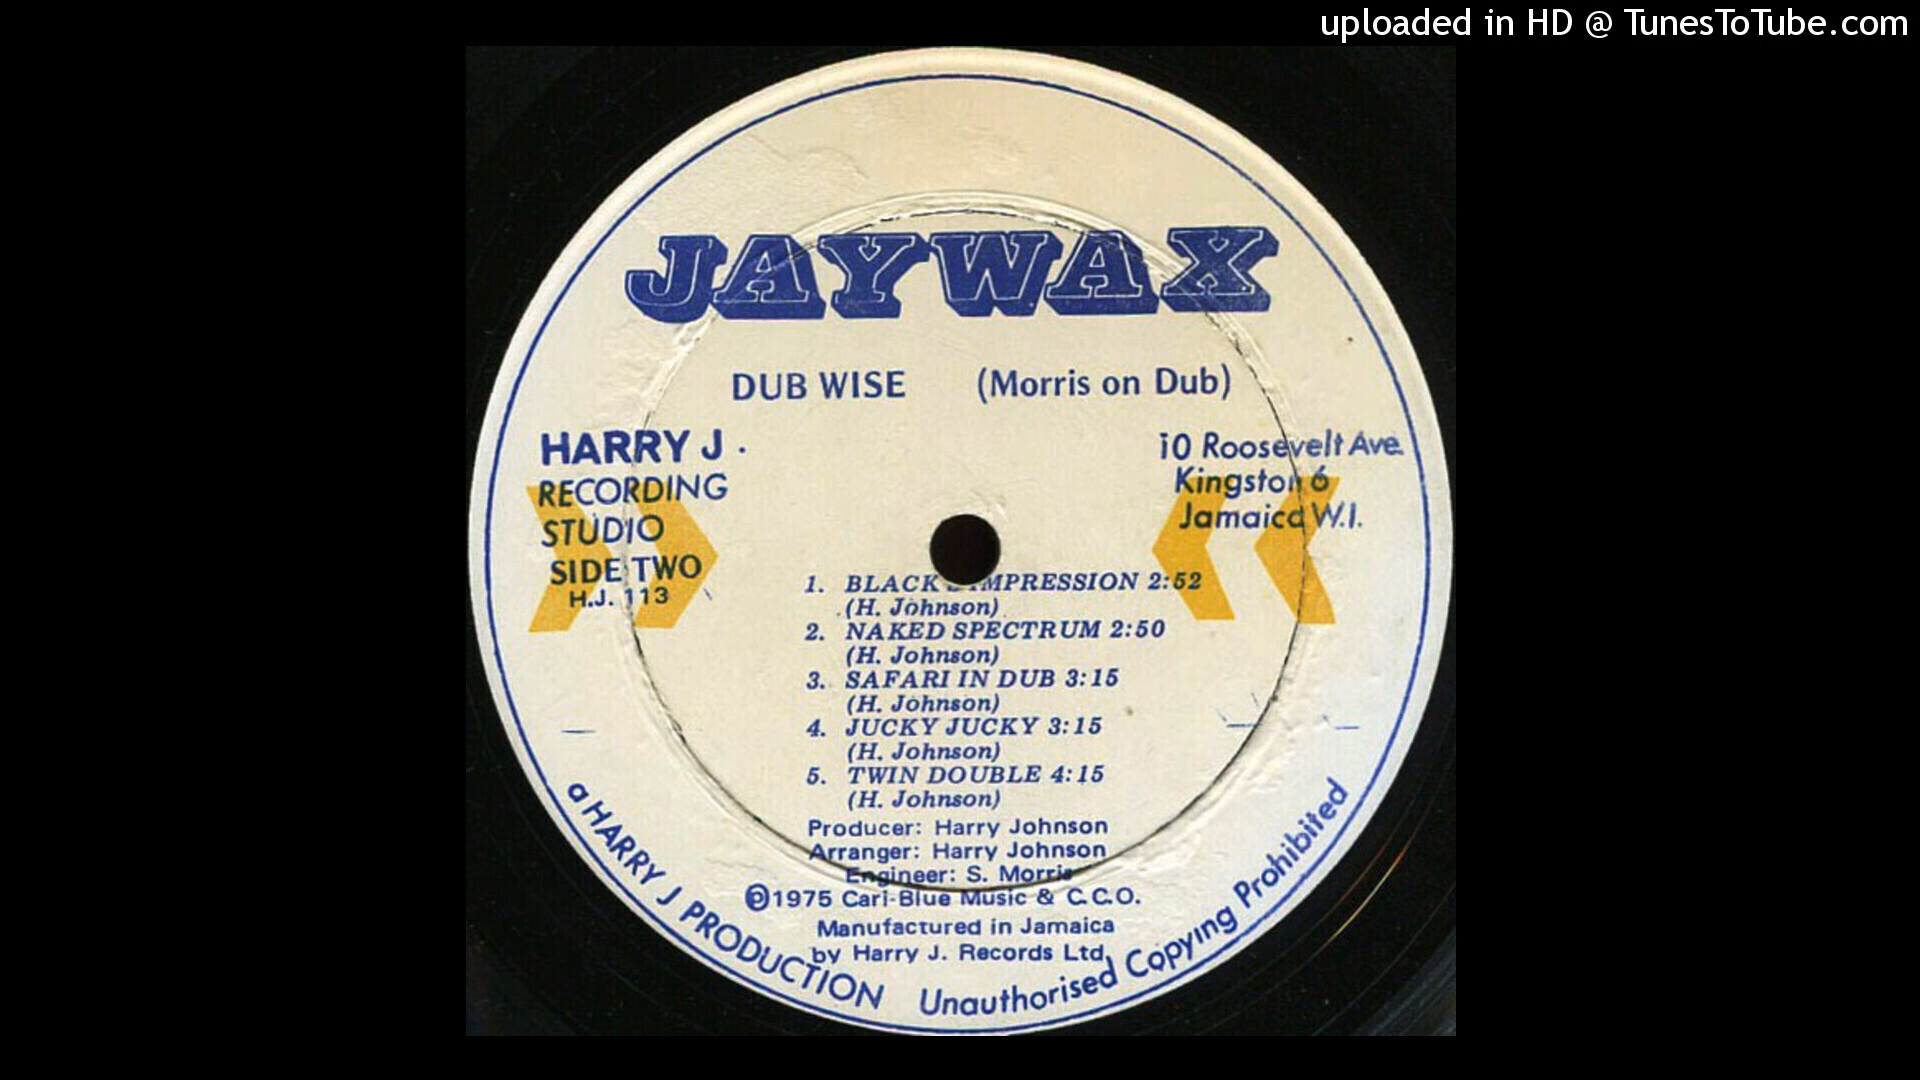 uploaded in HD @ TunesToTube.com
JAYWAX
DUB WISE (Morris on Dub)
HARRY J.
RECORDING
STUDIO
SIDE TWO
H.J. 113
10 Roosevelt Ave.
Kingston 6
Jamaica W.I.
1. BLACK IMPRESSION 2:52
(H. Johnson)
2. NAKED SPECTRUM 2:50
(H. Johnson)
3. SAFARI IN DUB 3:15
(H. Johnson)
4. JUCKY JUCKY 3:15
(H. Johnson)
5. TWIN DOUBLE 4:15
(H. Johnson)
Producer: Harry Johnson
Arranger: Harry Johnson
Engineer: S. Morris
℗1975 Cari-Blue Music & C.C.O.
Manufactured in Jamaica
by Harry J. Records Ltd.
a HARRY J PRODUCTION Unauthorised Copying Prohibited